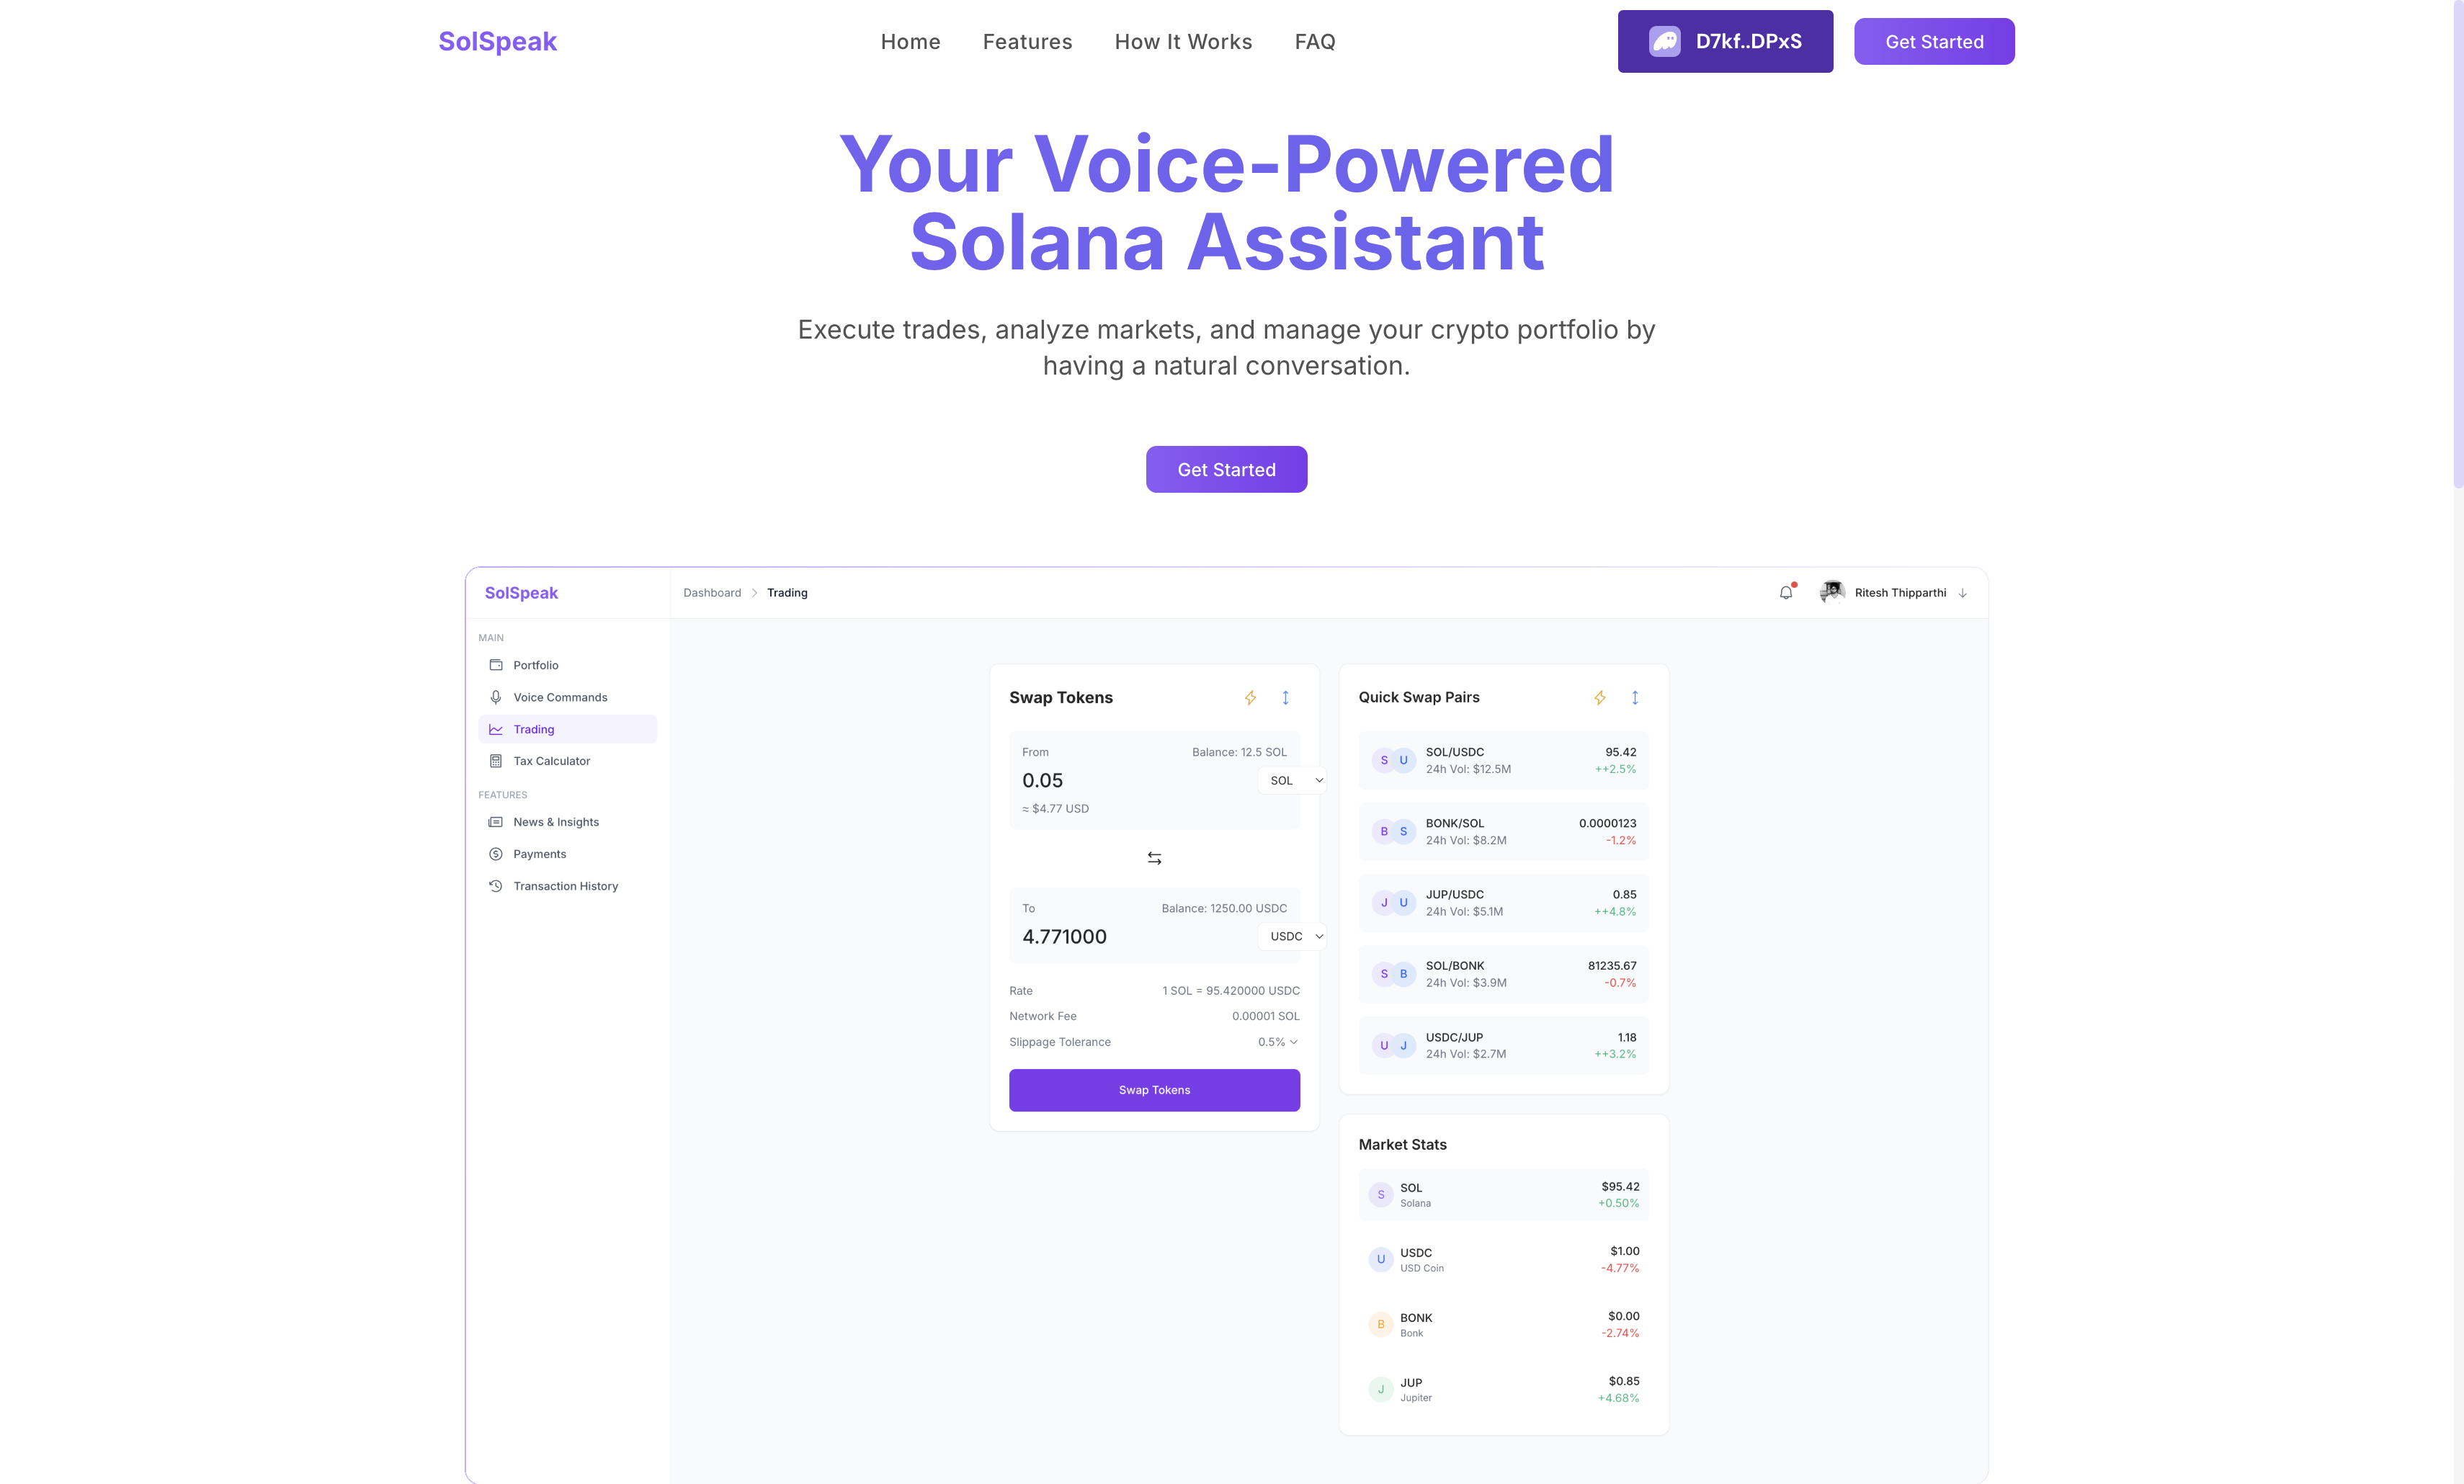 SolSpeak
Home Features How It Works FAQ
D7kf..DPxS
Get Started
Your Voice-Powered
Solana Assistant
Execute trades, analyze markets, and manage your crypto portfolio by
having a natural conversation.
Get Started
SolSpeak
Dashboard Trading
Ritesh Thipparthi
MAIN
Portfolio
Voice Commands
Trading
Tax Calculator
FEATURES
News & Insights
Payments
Transaction History
Swap Tokens
From Balance: 12.5 SOL
0.05 SOL
≈ $4.77 USD
To Balance: 1250.00 USDC
4.771000 USDC
Rate 1 SOL = 95.420000 USDC
Network Fee 0.00001 SOL
Slippage Tolerance 0.5%
Swap Tokens
Quick Swap Pairs
S U SOL/USDC 95.42
24h Vol: $12.5M ++2.5%
B S BONK/SOL 0.0000123
24h Vol: $8.2M -1.2%
J U JUP/USDC 0.85
24h Vol: $5.1M ++4.8%
S B SOL/BONK 81235.67
24h Vol: $3.9M -0.7%
U J USDC/JUP 1.18
24h Vol: $2.7M ++3.2%
Market Stats
S SOL $95.42
Solana +0.50%
U USDC $1.00
USD Coin -4.77%
B BONK $0.00
Bonk -2.74%
J JUP $0.85
Jupiter +4.68%